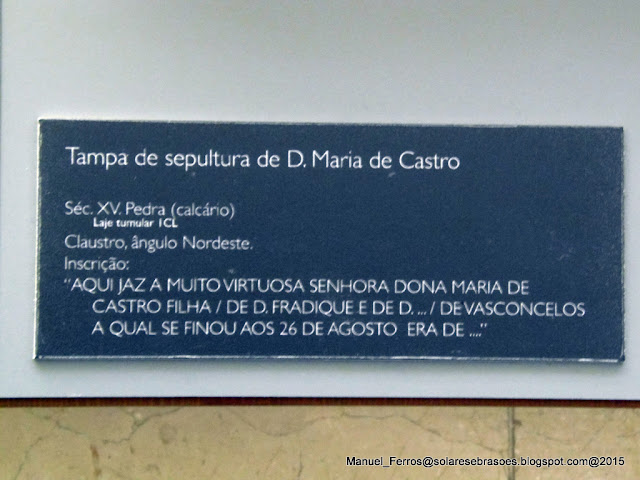 Tampa de sepultura de D. Maria de Castro
Séc. XV. Pedra (calcário)
Laje tumular 1CL
Claustro, ângulo Nordeste.
Inscrição:
"AQUI JAZ A MUITO VIRTUOSA SENHORA DONA MARIA DE
CASTRO FILHA / DE D. FRADIQUE E DE D. ... / DE VASCONCELOS
A QUAL SE FINOU AOS 26 DE AGOSTO ERA DE ...."
Manuel_Ferros@solaresebrasoes.blogspot.com@2015